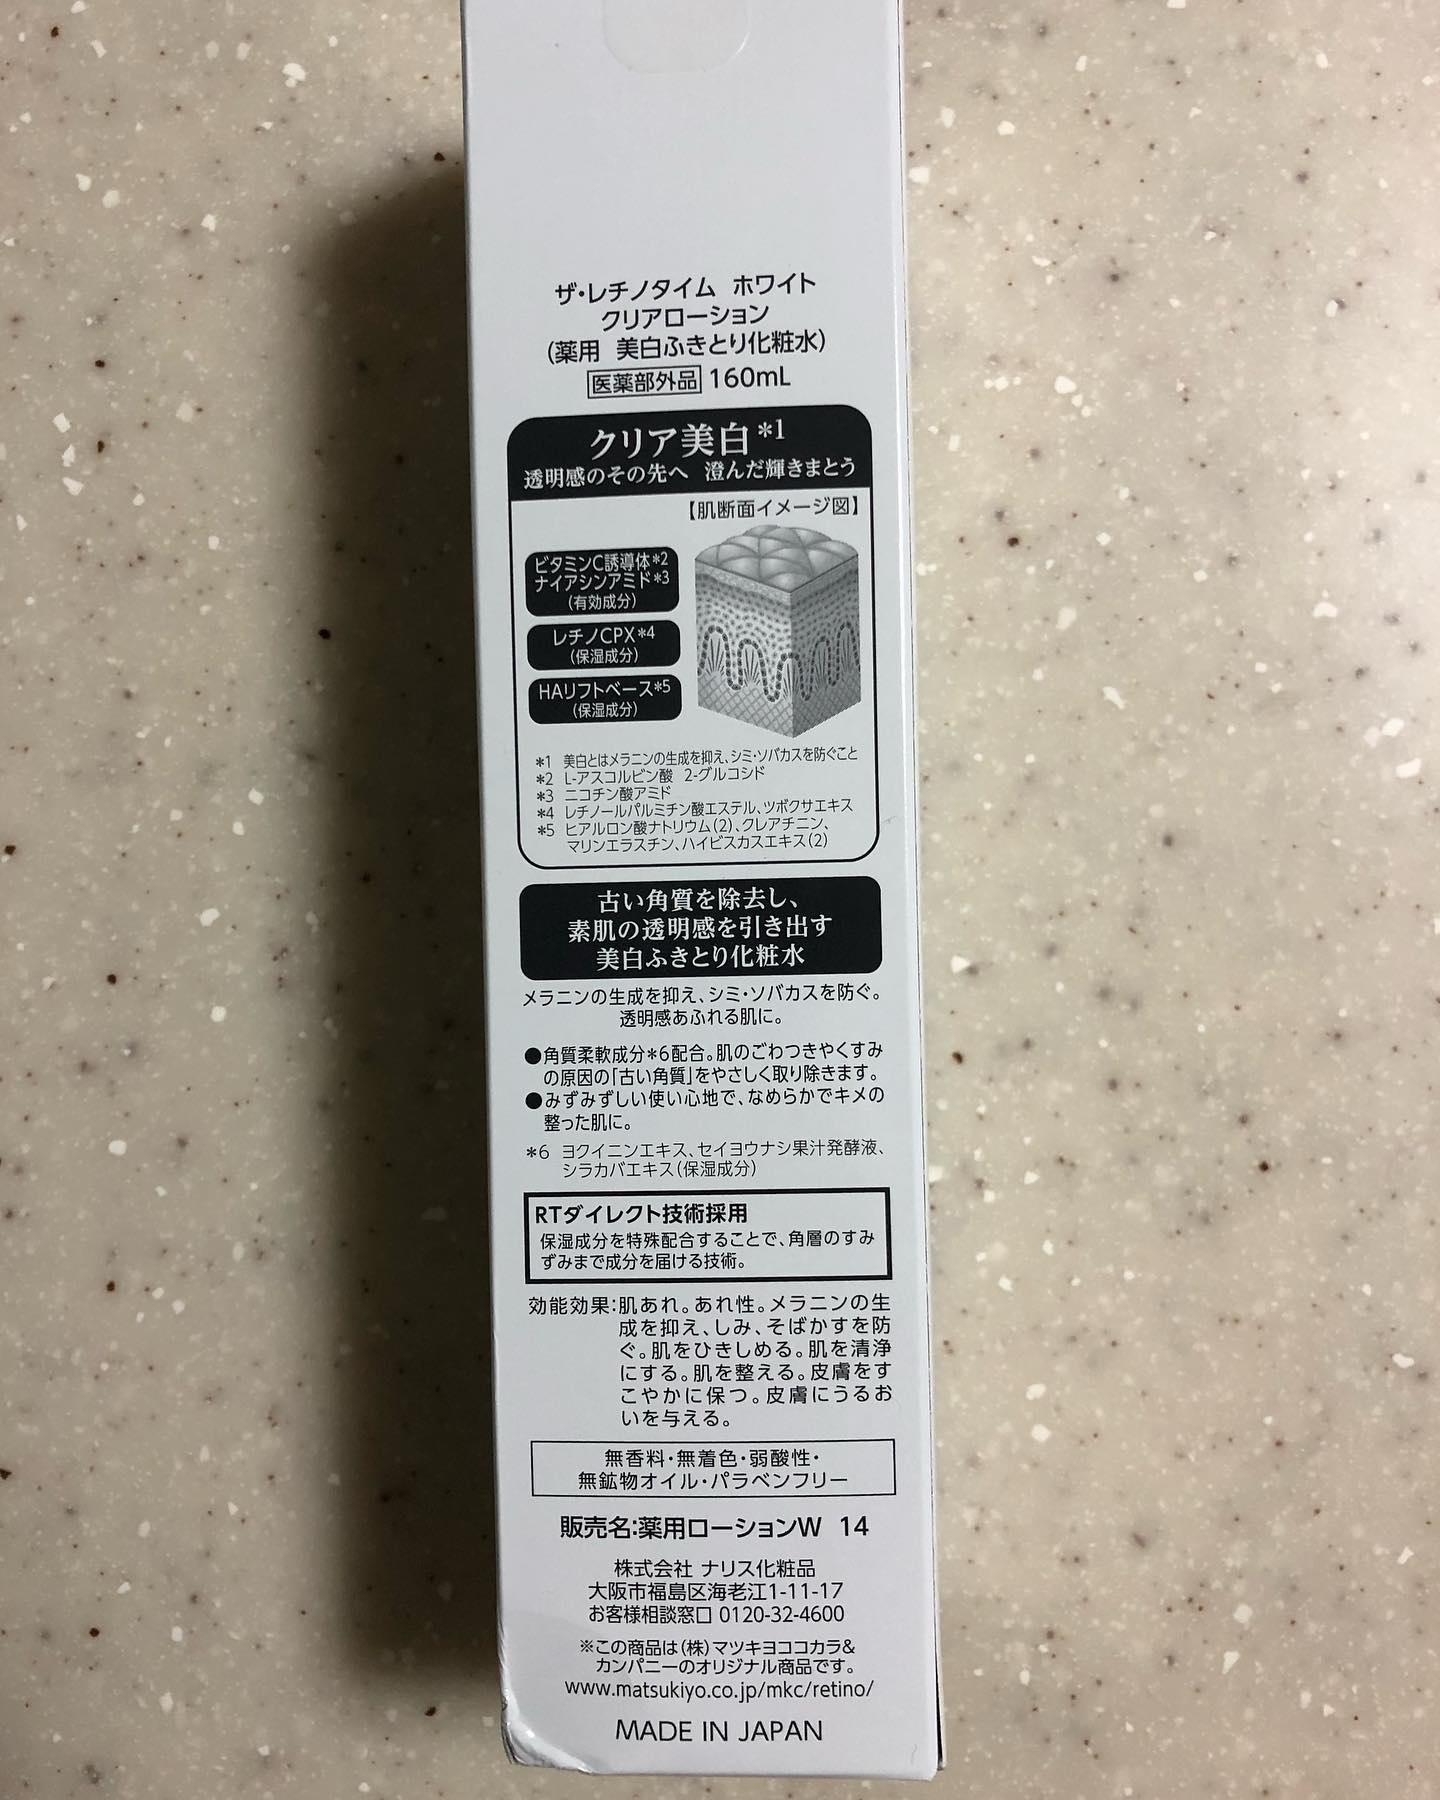 ザ・レチノタイム ホワイト
クリアローション
(薬用 美白ふきとり化粧水)
医薬部外品 160mL
クリア美白*1
透明感のその先へ 澄んだ輝きまとう
【肌断面イメージ図】
ビタミンC誘導体*2
ナイアシンアミド*3
(有効成分)
レチノCPX*4
(保湿成分)
HAリフトベース*5
(保湿成分)
*1 美白とはメラニンの生成を抑え、シミ・ソバカスを防ぐこと
*2 L-アスコルビン酸 2-グルコシド
*3 ニコチン酸アミド
*4 レチノールパルミチン酸エステル、ツボクサエキス
*5 ヒアルロン酸ナトリウム(2)、クレアチニン、
マリンエラスチン、ハイビスカスエキス(2)
古い角質を除去し、
素肌の透明感を引き出す
美白ふきとり化粧水
メラニンの生成を抑え、シミ・ソバカスを防ぐ。
透明感あふれる肌に。
●角質柔軟成分*6配合。肌のごわつきやくすみ
の原因の「古い角質」をやさしく取り除きます。
●みずみずしい使い心地で、なめらかでキメの
整った肌に。
*6 ヨクイニンエキス、セイヨウナシ果汁発酵液、
シラカバエキス(保湿成分)
RTダイレクト技術採用
保湿成分を特殊配合することで、角層のすみ
ずみまで成分を届ける技術。
効能効果:肌あれ。あれ性。メラニンの生
成を抑え、しみ、そばかすを防
ぐ。肌をひきしめる。肌を清浄
にする。肌を整える。皮膚をす
こやかに保つ。皮膚にうるお
いを与える。
無香料・無着色・弱酸性・
無鉱物オイル・パラベンフリー
販売名:薬用ローションW 14
株式会社 ナリス化粧品
大阪市福島区海老江1-11-17
お客様相談窓口 0120-32-4600
※この商品は(株)マツキヨココカラ&
カンパニーのオリジナル商品です。
www.matsukiyo.co.jp/mkc/retino/
MADE IN JAPAN